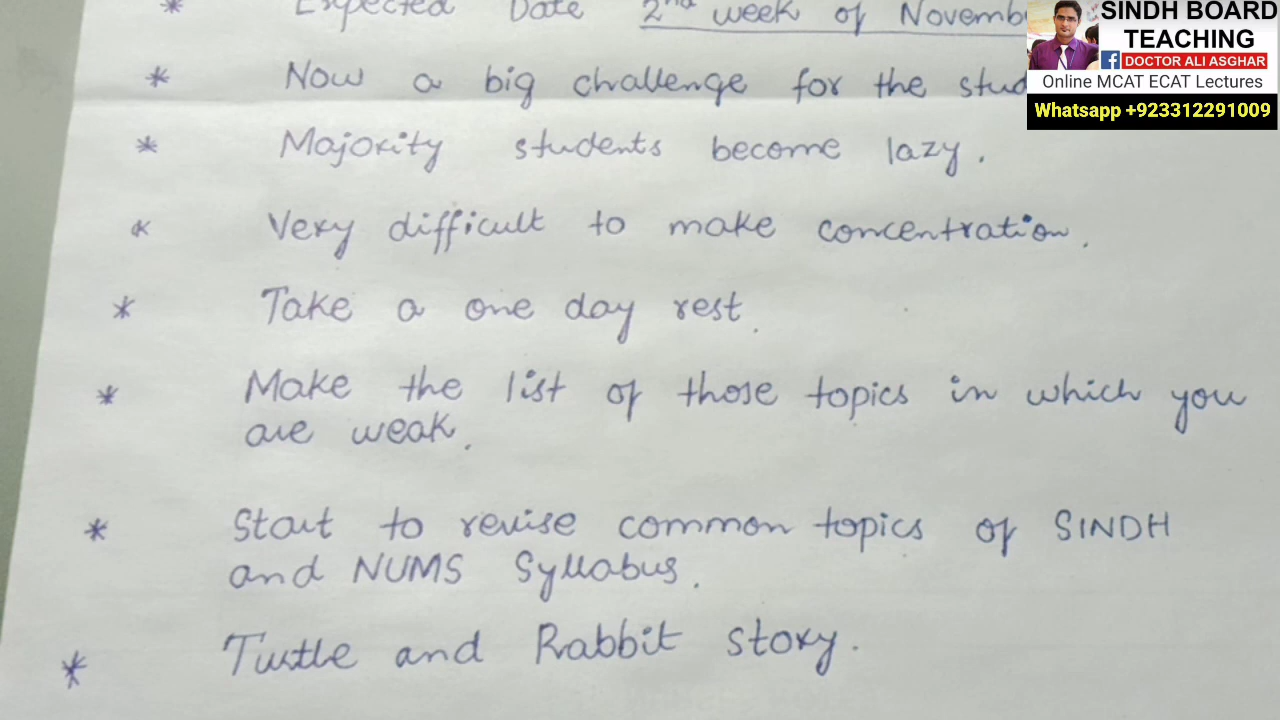 * Expected Date 2nd week of Novemb
SINDH BOARD
TEACHING
DOCTOR ALI ASGHAR
Online MCAT ECAT Lectures
Whatsapp +923312291009
* Now a big challenge for the stud
* Majority students become lazy.
* Very difficult to make concentration.
* Take a one day rest.
* Make the list of those topics in which you
are weak.
* Start to revise common topics of SINDH
and NUMS Syllabus.
* Turtle and Rabbit story.